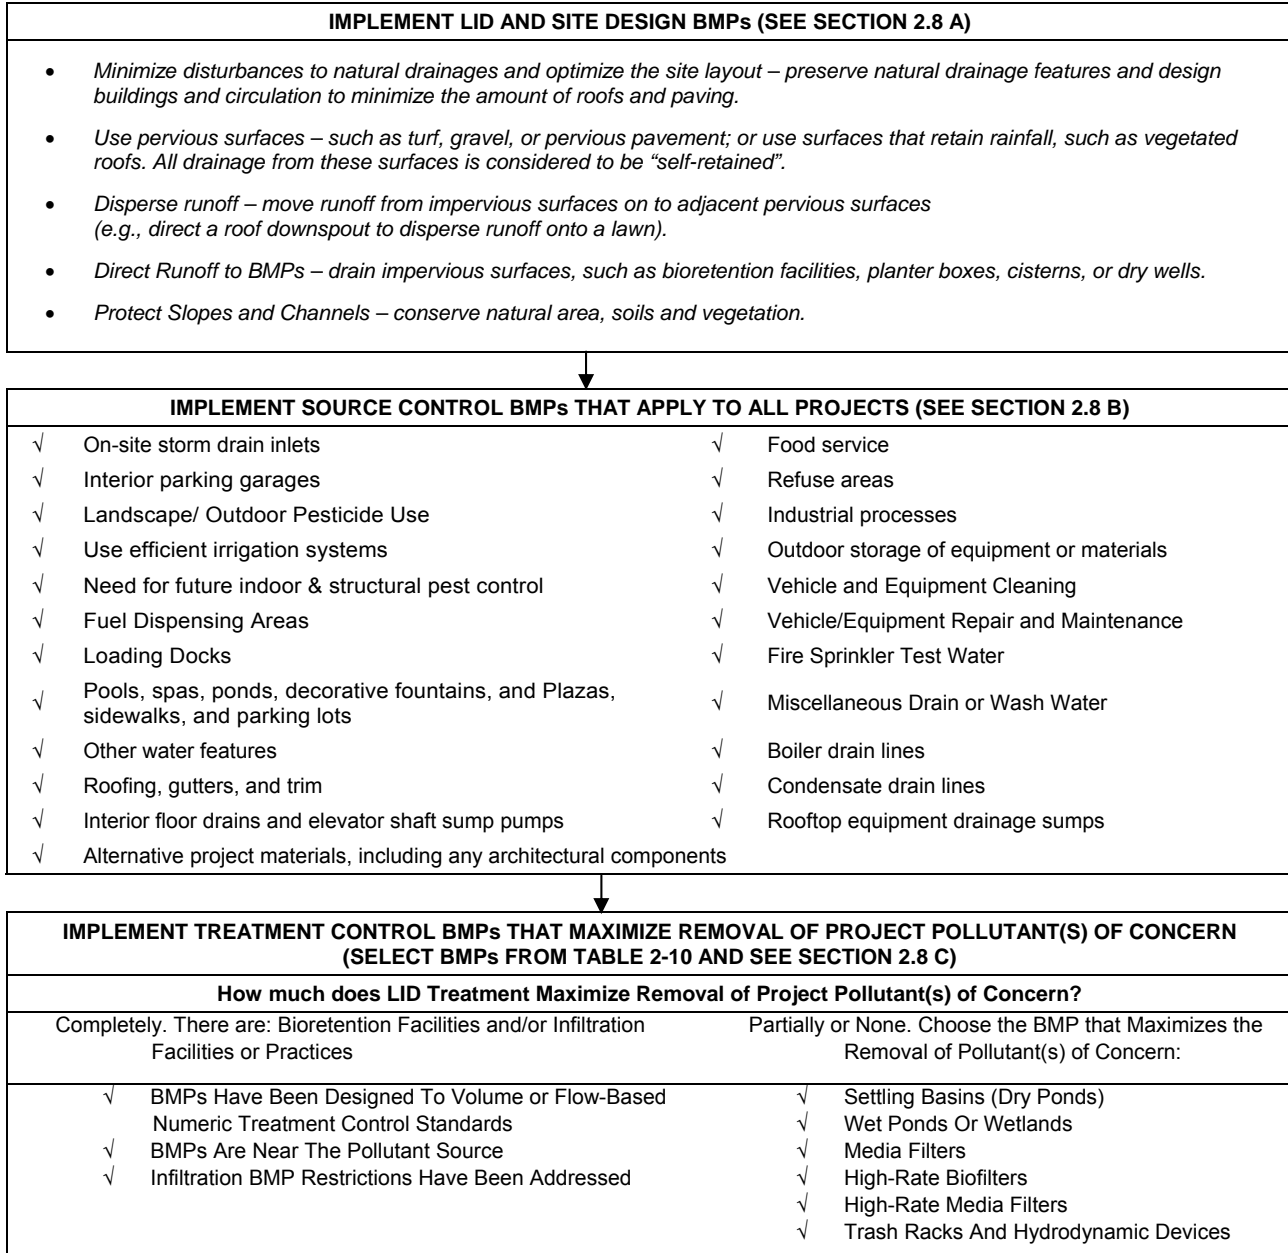 IMPLEMENT LID AND SITE DESIGN BMPs (SEE SECTION 2.8 A)
• Minimize disturbances to natural drainages and optimize the site layout – preserve natural drainage features and design
buildings and circulation to minimize the amount of roofs and paving.
• Use pervious surfaces – such as turf, gravel, or pervious pavement; or use surfaces that retain rainfall, such as vegetated
roofs. All drainage from these surfaces is considered to be “self-retained”.
• Disperse runoff – move runoff from impervious surfaces on to adjacent pervious surfaces
(e.g., direct a roof downspout to disperse runoff onto a lawn).
• Direct Runoff to BMPs – drain impervious surfaces, such as bioretention facilities, planter boxes, cisterns, or dry wells.
• Protect Slopes and Channels – conserve natural area, soils and vegetation.
IMPLEMENT SOURCE CONTROL BMPs THAT APPLY TO ALL PROJECTS (SEE SECTION 2.8 B)
√ On-site storm drain inlets
√ Interior parking garages
√ Landscape/ Outdoor Pesticide Use
√ Use efficient irrigation systems
√ Need for future indoor & structural pest control
√ Fuel Dispensing Areas
√ Loading Docks
√ Pools, spas, ponds, decorative fountains, and Plazas,
sidewalks, and parking lots
√ Other water features
√ Roofing, gutters, and trim
√ Interior floor drains and elevator shaft sump pumps
√ Alternative project materials, including any architectural components
√ Food service
√ Refuse areas
√ Industrial processes
√ Outdoor storage of equipment or materials
√ Vehicle and Equipment Cleaning
√ Vehicle/Equipment Repair and Maintenance
√ Fire Sprinkler Test Water
√ Miscellaneous Drain or Wash Water
√ Boiler drain lines
√ Condensate drain lines
√ Rooftop equipment drainage sumps
IMPLEMENT TREATMENT CONTROL BMPs THAT MAXIMIZE REMOVAL OF PROJECT POLLUTANT(S) OF CONCERN
(SELECT BMPs FROM TABLE 2-10 AND SEE SECTION 2.8 C)
How much does LID Treatment Maximize Removal of Project Pollutant(s) of Concern?
Completely. There are: Bioretention Facilities and/or Infiltration
Facilities or Practices
√ BMPs Have Been Designed To Volume or Flow-Based
Numeric Treatment Control Standards
√ BMPs Are Near The Pollutant Source
√ Infiltration BMP Restrictions Have Been Addressed
Partially or None. Choose the BMP that Maximizes the
Removal of Pollutant(s) of Concern:
√ Settling Basins (Dry Ponds)
√ Wet Ponds Or Wetlands
√ Media Filters
√ High-Rate Biofilters
√ High-Rate Media Filters
√ Trash Racks And Hydrodynamic Devices